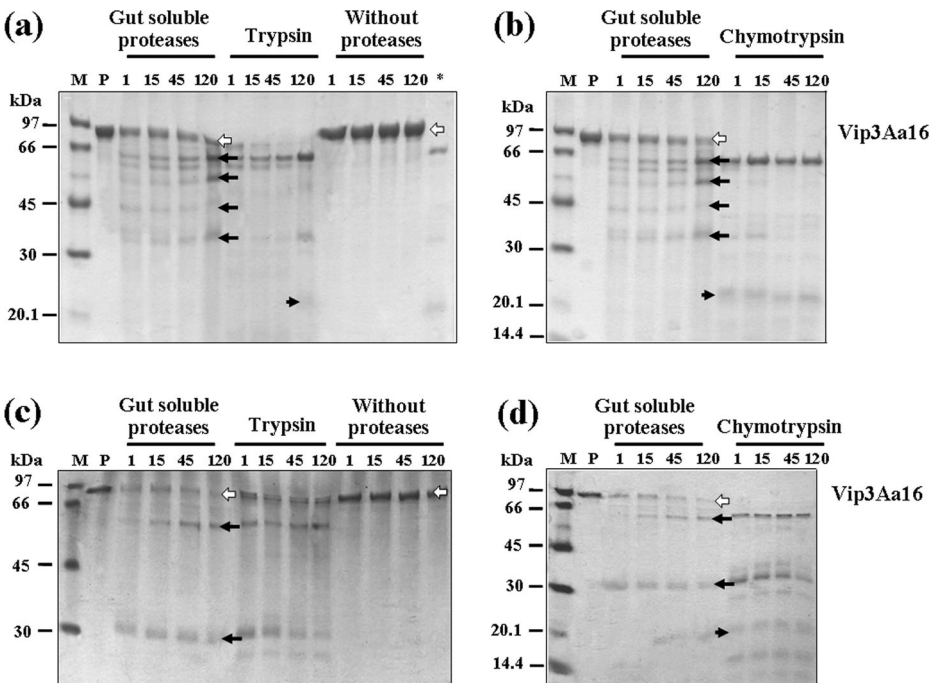 (a)
Gut soluble
proteases
Trypsin
Without
proteases
M P 1 15 45 120 1 15 45 120 1 15 45 120 *
kDa
97
66
45
30
20.1
(b)
Gut soluble
proteases
Chymotrypsin
M P 1 15 45 120 1 15 45 120
kDa
97
66
45
30
20.1
14.4
Vip3Aa16
(c)
Gut soluble
proteases
Trypsin
Without
proteases
M P 1 15 45 120 1 15 45 120 1 15 45 120
kDa
97
66
45
30
(d)
Gut soluble
proteases
Chymotrypsin
M P 1 15 45 120 1 15 45 120
kDa
97
66
45
30
20.1
14.4
Vip3Aa16